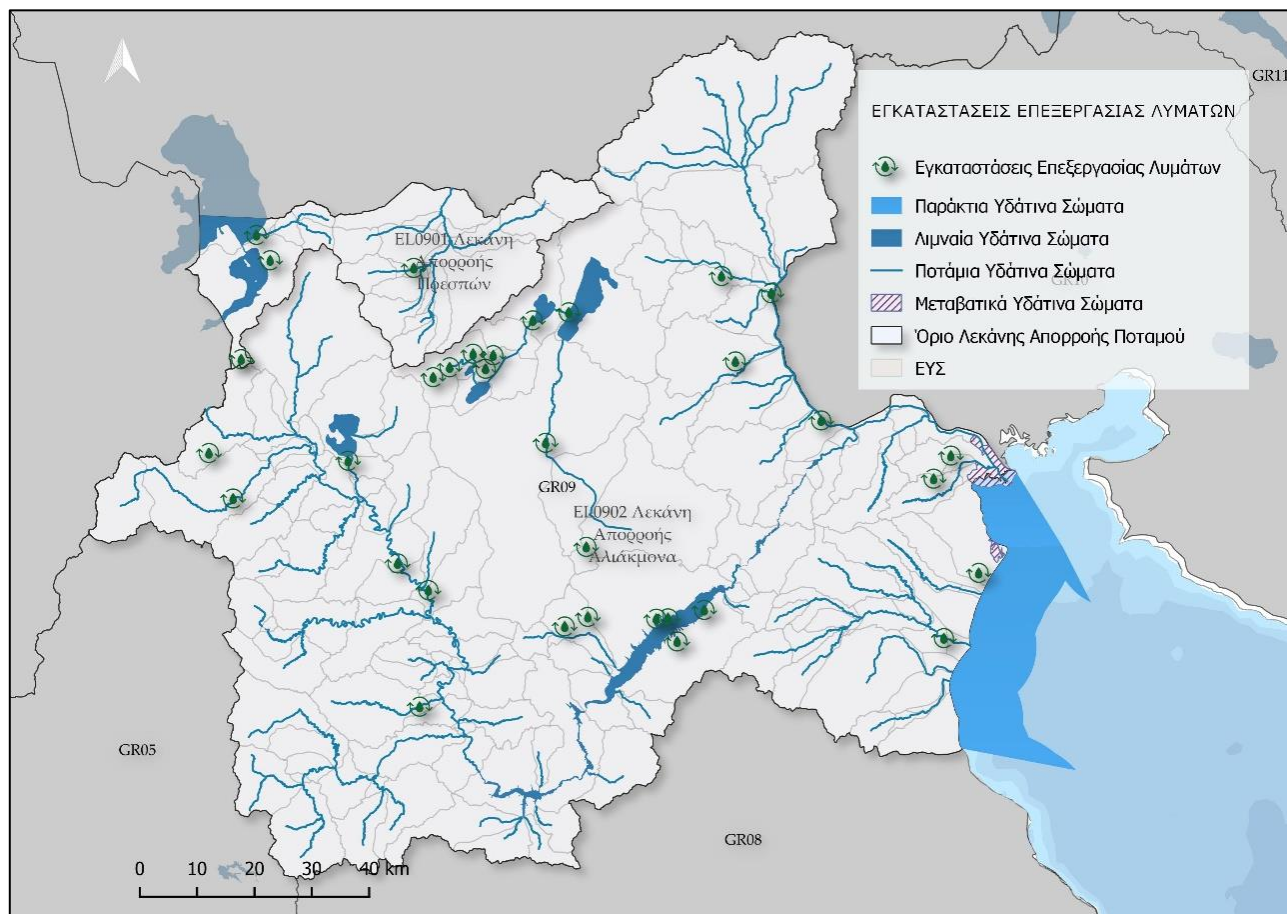 GR11
ΕΓΚΑΤΑΣΤΑΣΕΙΣ ΕΠΕΞΕΡΓΑΣΙΑΣ ΛΥΜΑΤΩΝ
Εγκαταστάσεις Επεξεργασίας Λυμάτων
Παράκτια Υδάτινα Σώματα
Λιμναία Υδάτινα Σώματα
Ποτάμια Υδάτινα Σώματα
Μεταβατικά Υδάτινα Σώματα
GR10
Όριο Λεκάνης Απορροής Ποταμού
ΕΥΣ
EL0901 Λεκάνη
Απορροής
Πρεσπών
GR09
EL0902 Λεκάνη
Απορροής
Αλιάκμονα
GR05
GR08
0 10 20 30 40 km